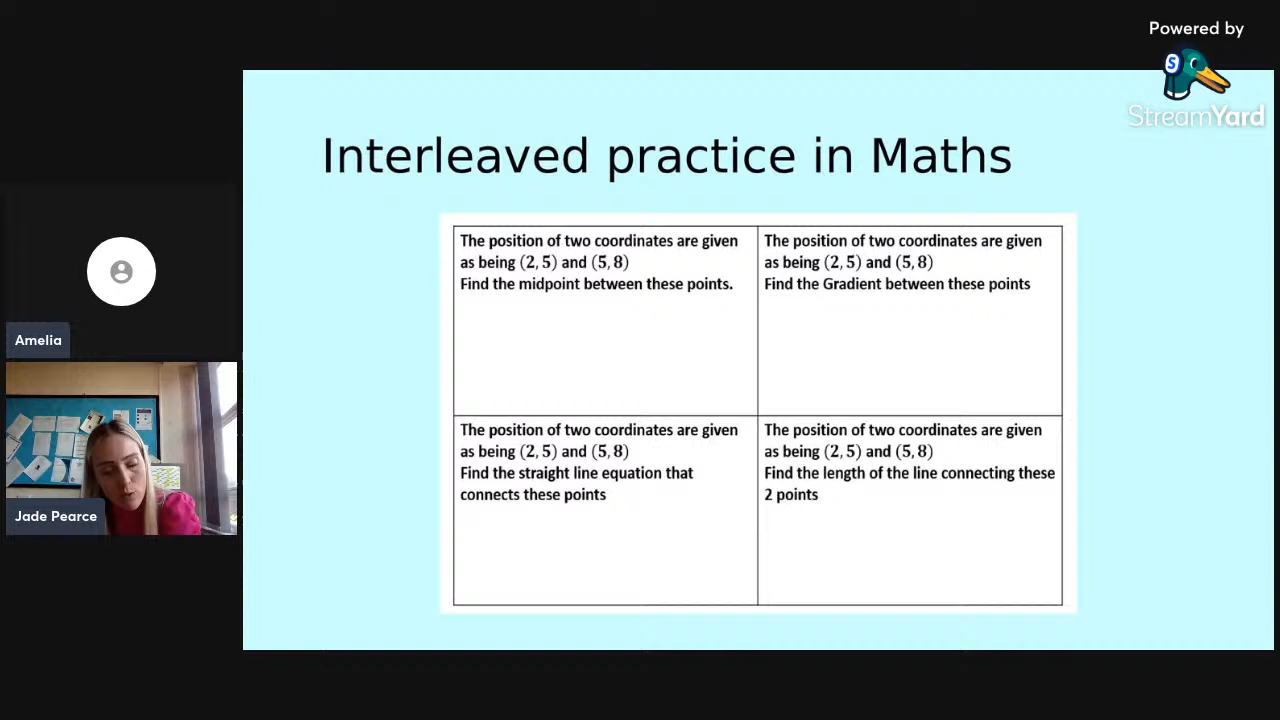 Powered by
StreamYard
Interleaved practice in Maths
The position of two coordinates are given
as being (2, 5) and (5, 8)
Find the midpoint between these points.
The position of two coordinates are given
as being (2, 5) and (5, 8)
Find the Gradient between these points
The position of two coordinates are given
as being (2, 5) and (5, 8)
Find the straight line equation that
connects these points
The position of two coordinates are given
as being (2, 5) and (5, 8)
Find the length of the line connecting these
2 points
Amelia
Jade Pearce